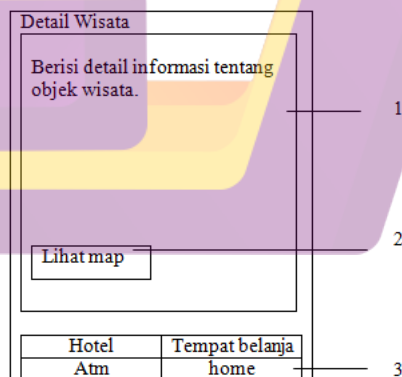 Detail Wisata
Berisi detail informasi tentang
objek wisata.
1
2
Lihat map
Hotel Tempat belanja
Atm home 3